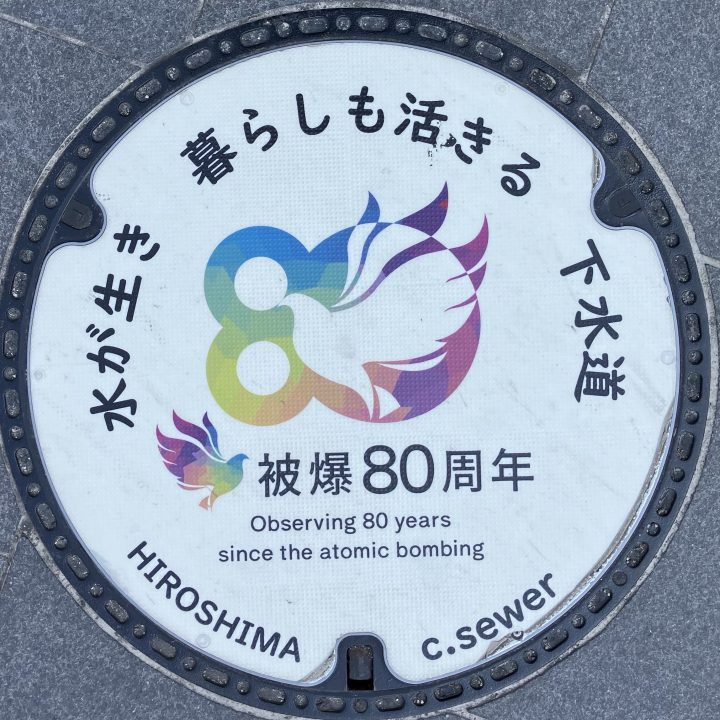 水が生き 暮らしも活きる 下水道
80
被爆80周年
Observing 80 years
since the atomic bombing
HIROSHIMA c.sewer